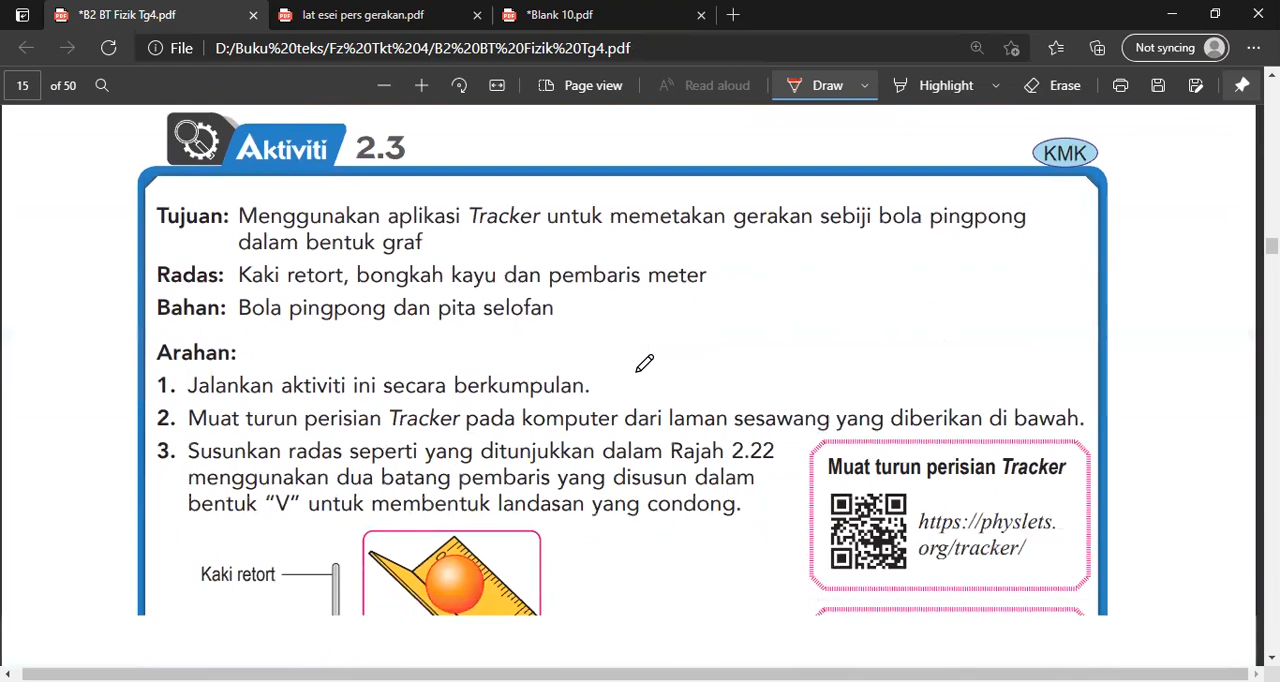 *B2 BT Fizik Tg4.pdf
lat esei pers gerakan.pdf
*Blank 10.pdf
File D:/Buku%20teks/Fz%20Tkt%204/B2%20BT%20Fizik%20Tg4.pdf
Not syncing
15 of 50
Page view
Read aloud
Draw
Highlight
Erase
Aktiviti 2.3
KMK
Tujuan: Menggunakan aplikasi Tracker untuk memetakan gerakan sebiji bola pingpong
dalam bentuk graf
Radas: Kaki retort, bongkah kayu dan pembaris meter
Bahan: Bola pingpong dan pita selofan
Arahan:
1. Jalankan aktiviti ini secara berkumpulan.
2. Muat turun perisian Tracker pada komputer dari laman sesawang yang diberikan di bawah.
3. Susunkan radas seperti yang ditunjukkan dalam Rajah 2.22
menggunakan dua batang pembaris yang disusun dalam
bentuk “V” untuk membentuk landasan yang condong.
Muat turun perisian Tracker
https://physlets.
org/tracker/
Kaki retort
0